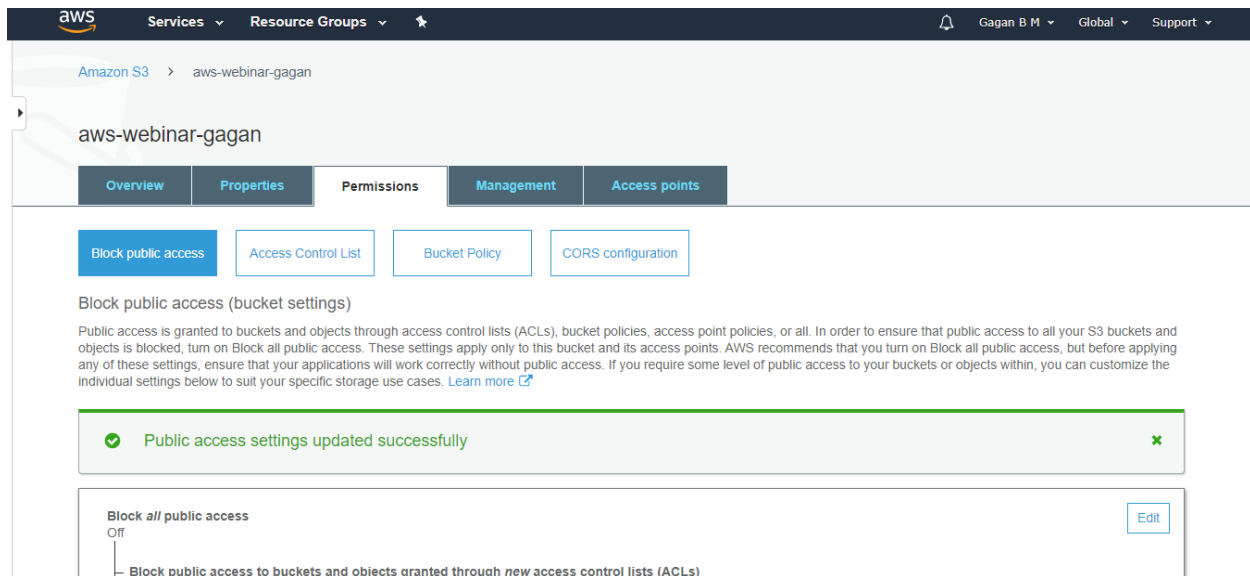 aws Services Resource Groups Gagan B M Global Support
Amazon S3 > aws-webinar-gagan
aws-webinar-gagan
Overview Properties Permissions Management Access points
Block public access Access Control List Bucket Policy CORS configuration
Block public access (bucket settings)
Public access is granted to buckets and objects through access control lists (ACLs), bucket policies, access point policies, or all. In order to ensure that public access to all your S3 buckets and
objects is blocked, turn on Block all public access. These settings apply only to this bucket and its access points. AWS recommends that you turn on Block all public access, but before applying
any of these settings, ensure that your applications will work correctly without public access. If you require some level of public access to your buckets or objects within, you can customize the
individual settings below to suit your specific storage use cases. Learn more
Public access settings updated successfully
Block all public access Edit
Off
Block public access to buckets and objects granted through new access control lists (ACLs)